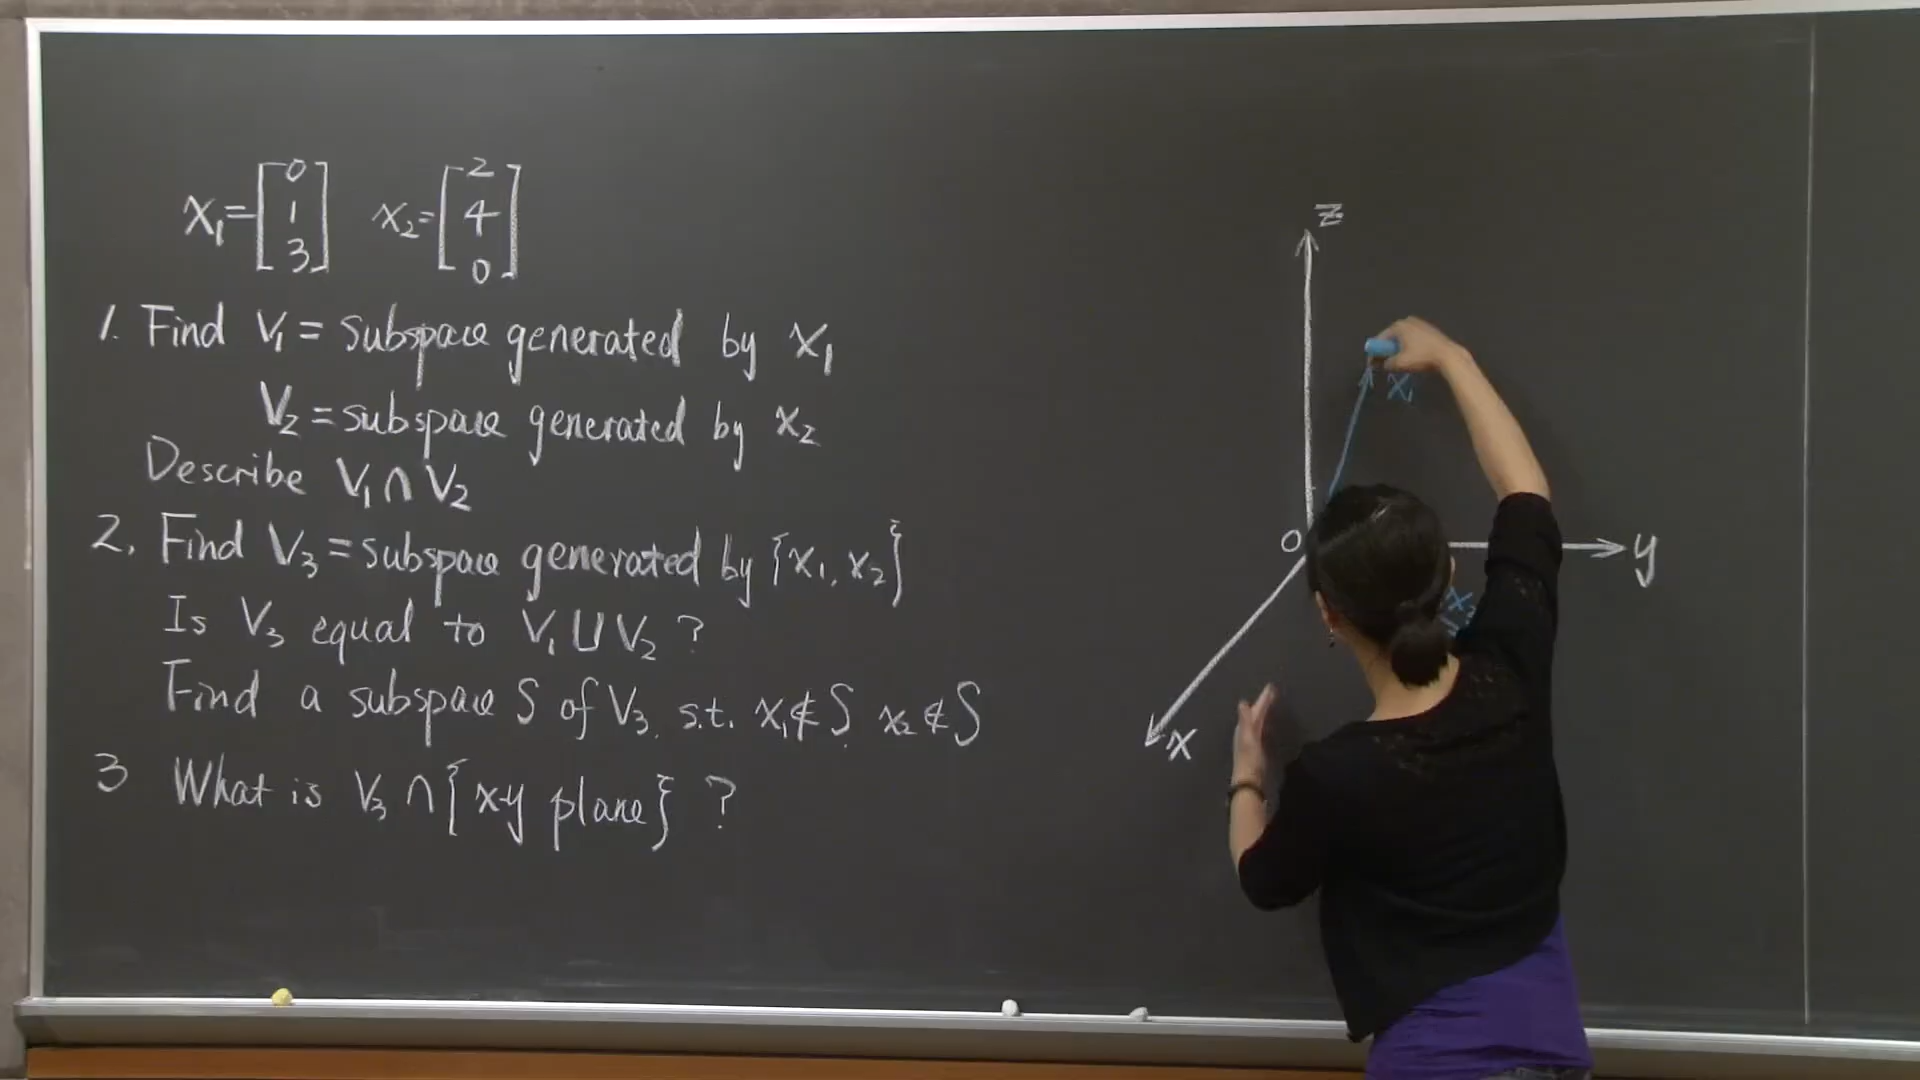 x₁ = [0 1 3] x₂ = [2 4 0]
1. Find V₁ = subspace generated by x₁
V₂ = subspace generated by x₂
Describe V₁ ∩ V₂
2. Find V₃ = subspace generated by {x₁, x₂}
Is V₃ equal to V₁ ∪ V₂ ?
Find a subspace S of V₃. s.t. x₁ ∉ S. x₂ ∉ S
3 What is V₃ ∩ {x-y plane} ?
z
x₁
0
y
x₂
x